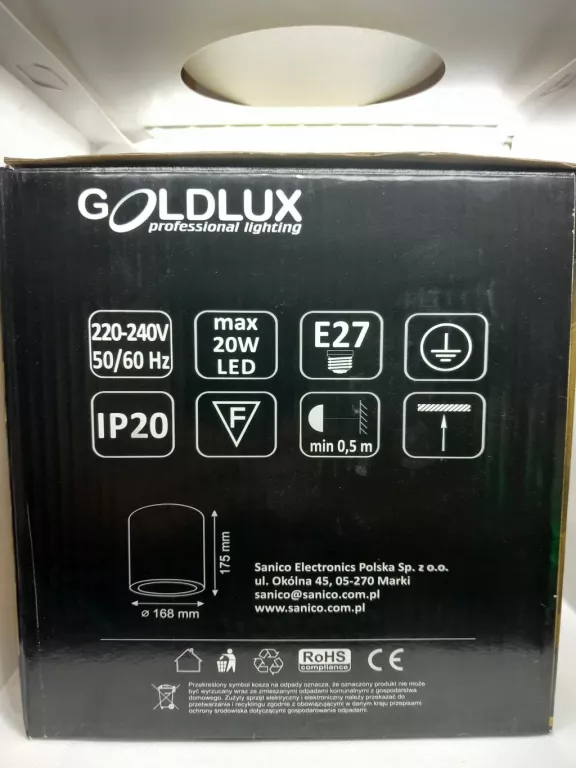 GOLDLUX
professional lighting
220-240V
50/60 Hz
max
20W
LED
E27
IP20
F
min 0,5 m
175 mm
ø 168 mm
Sanico Electronics Polska Sp. z o.o.
ul. Okólna 45, 05-270 Marki
sanico@sanico.com.pl
www.sanico.com.pl
RoHS
compliance
CE
Przekreślony symbol kosza na odpady oznacza, że oznaczony produkt nie może
być wyrzucany wraz ze zmieszanymi odpadami komunalnymi z gospodarstwa
domowego. Zużyty sprzęt elektryczny i elektroniczny należy przekazać do
przetwarzania i recyklingu zgodnie z obowiązującymi w danym kraju przepisami
ochrony środowiska dotyczącymi gospodarowania odpadami.